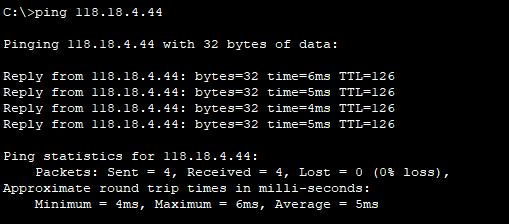 C:\>ping 118.18.4.44
Pinging 118.18.4.44 with 32 bytes of data:
Reply from 118.18.4.44: bytes=32 time=6ms TTL=126
Reply from 118.18.4.44: bytes=32 time=5ms TTL=126
Reply from 118.18.4.44: bytes=32 time=4ms TTL=126
Reply from 118.18.4.44: bytes=32 time=5ms TTL=126
Ping statistics for 118.18.4.44:
    Packets: Sent = 4, Received = 4, Lost = 0 (0% loss),
Approximate round trip times in milli-seconds:
    Minimum = 4ms, Maximum = 6ms, Average = 5ms